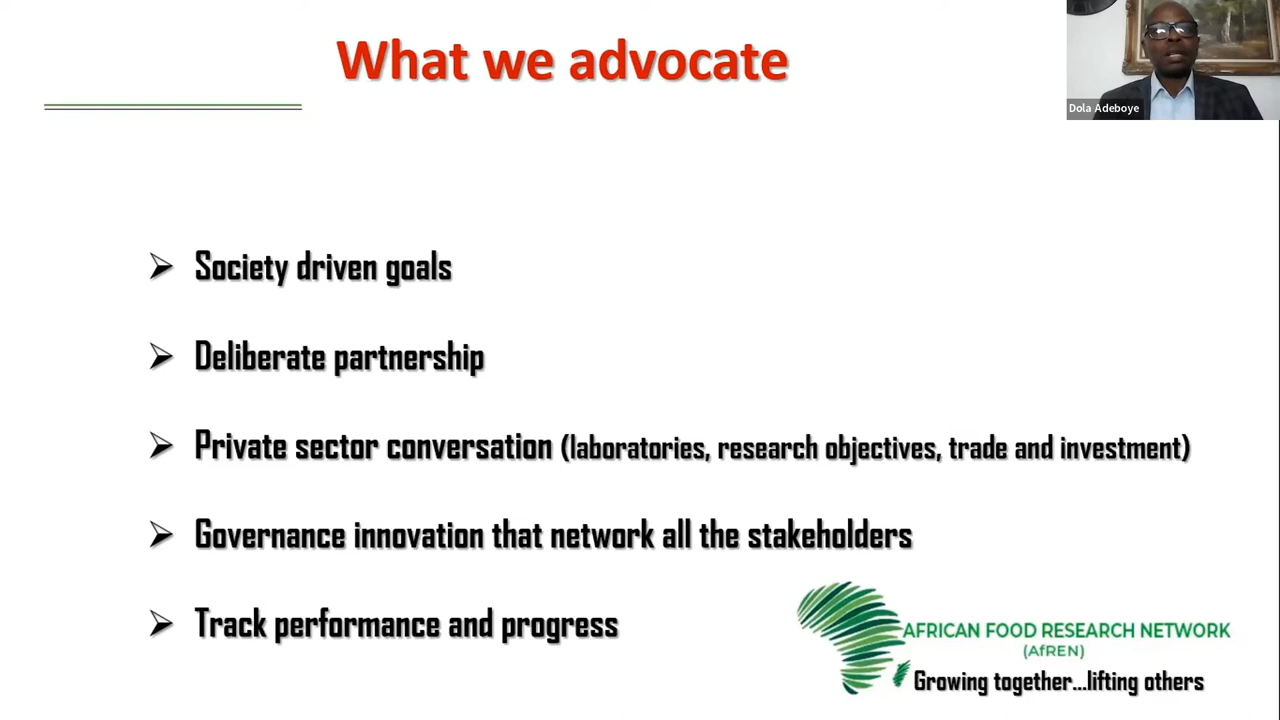 What we advocate
Dola Adeboye
Society driven goals
Deliberate partnership
Private sector conversation (laboratories, research objectives, trade and investment)
Governance innovation that network all the stakeholders
Track performance and progress
AFRICAN FOOD RESEARCH NETWORK
(AfREN)
Growing together...lifting others